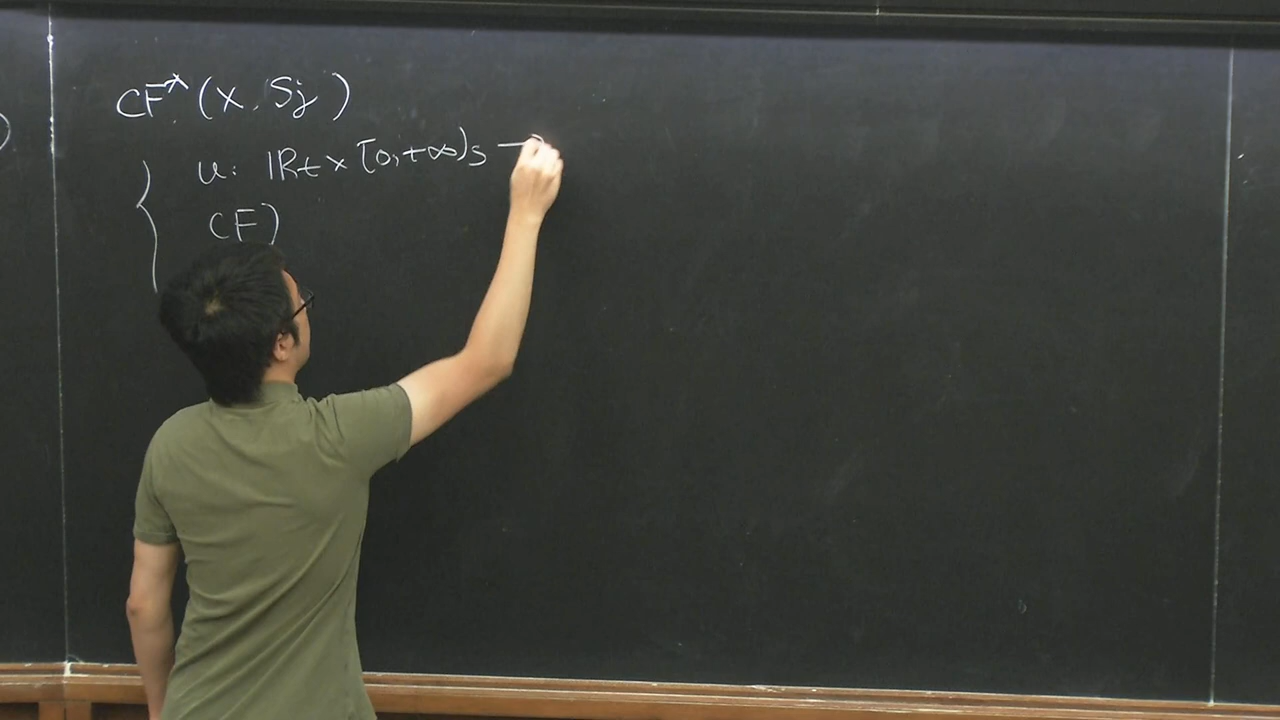 CF*(X, Sj)
u: ℝt × [0,+∞)s —
CF)